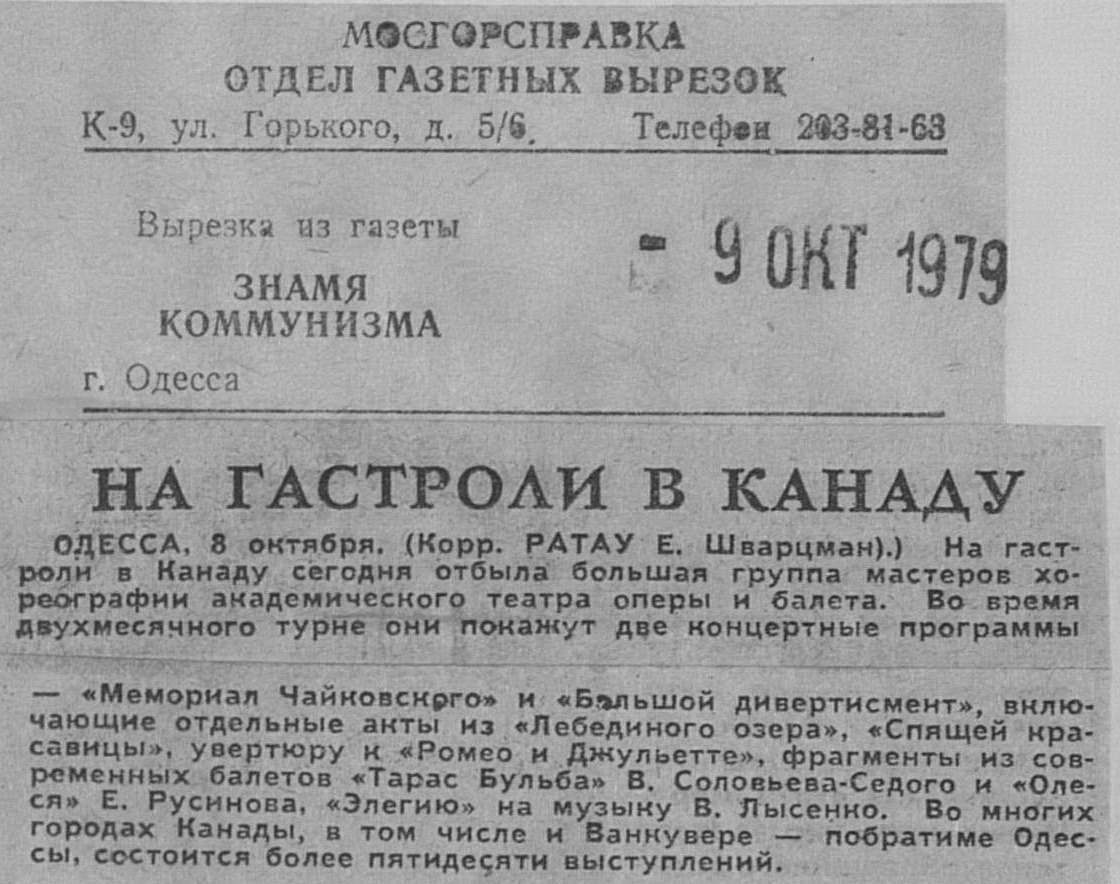 МОСГОРСПРАВКА
ОТДЕЛ ГАЗЕТНЫХ ВЫРЕЗОК
К-9, ул. Горького, д. 5/6. Телефон 203-81-63
Вырезка из газеты
- 9 ОКТ 1979
ЗНАМЯ
КОММУНИЗМА
г. Одесса
НА ГАСТРОЛИ В КАНАДУ
ОДЕССА, 8 октября. (Корр. РАТАУ Е. Шварцман).) На гаст-
роли в Канаду сегодня отбыла большая группа мастеров хо-
реографии академического театра оперы и балета. Во время
двухмесячного турне они покажут две концертные программы
— «Мемориал Чайковского» и «Большой дивертисмент», вклю-
чающие отдельные акты из «Лебединого озера», «Спящей кра-
савицы», увертюру к «Ромео и Джульетте», фрагменты из сов-
ременных балетов «Тарас Бульба» В. Соловьева-Седого и «Оле-
ся» Е. Русинова, «Элегию» на музыку В. Лысенко. Во многих
городах Канады, в том числе и Ванкувере — побратиме Одес-
сы, состоится более пятидесяти выступлений.